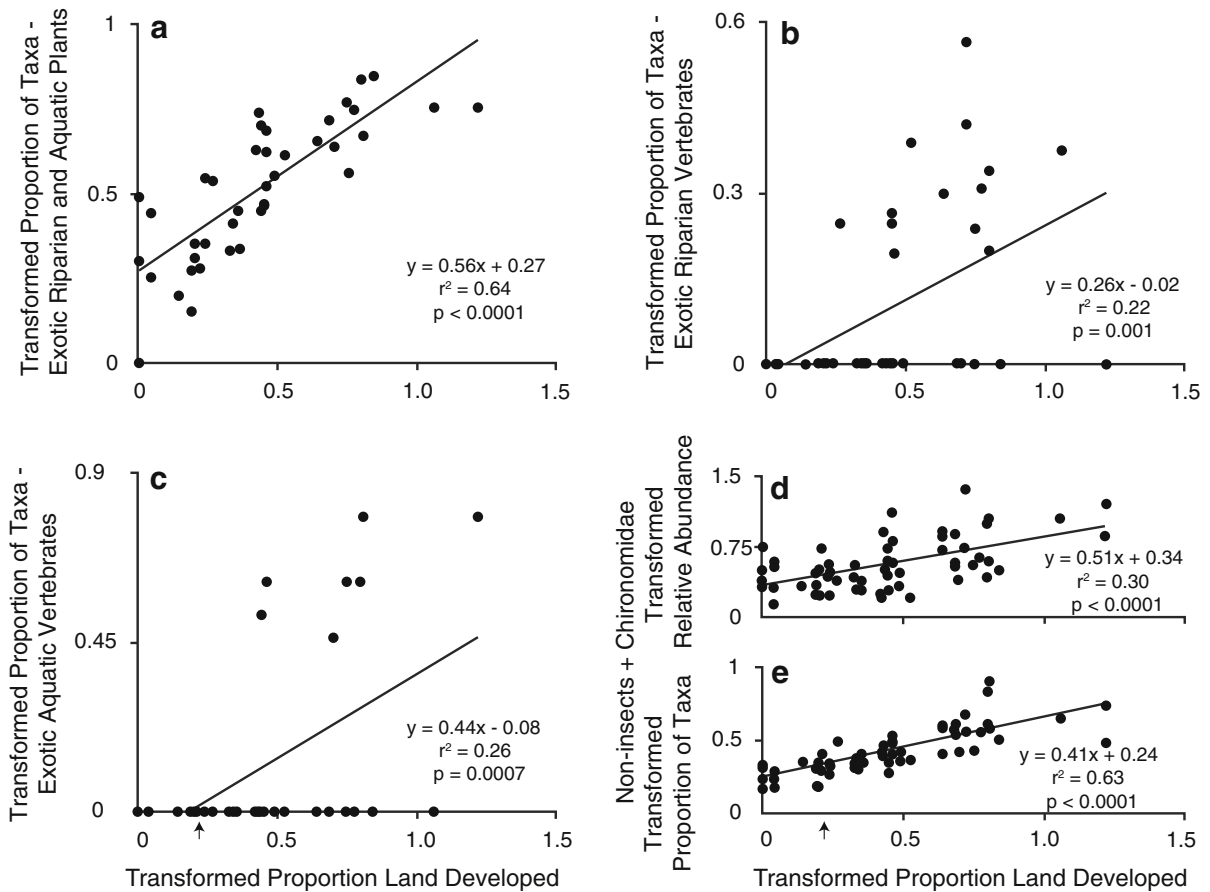 a
Transformed Proportion of Taxa -
Exotic Riparian and Aquatic Plants
1
0.5
0
y = 0.56x + 0.27
r² = 0.64
p < 0.0001
0
0.5
1.0
1.5
b
Transformed Proportion of Taxa -
Exotic Riparian Vertebrates
0.6
0.3
0
y = 0.26x - 0.02
r² = 0.22
p = 0.001
0
0.5
1.0
1.5
c
Transformed Proportion of Taxa -
Exotic Aquatic Vertebrates
0.9
0.45
0
y = 0.44x - 0.08
r² = 0.26
p = 0.0007
0
0.5
1.0
1.5
Transformed Proportion Land Developed
Non-insects + Chironomidae
d
Transformed
Relative Abundance
1.5
0.75
0
y = 0.51x + 0.34
r² = 0.30
p < 0.0001
e
Transformed
Proportion of Taxa
1
0.5
0
y = 0.41x + 0.24
r² = 0.63
p < 0.0001
0
0.5
1.0
1.5
Transformed Proportion Land Developed